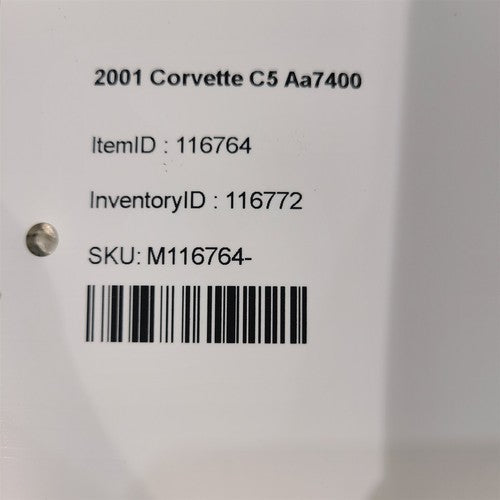 2001 Corvette C5 Aa7400
ItemID : 116764
InventoryID : 116772
SKU: M116764-